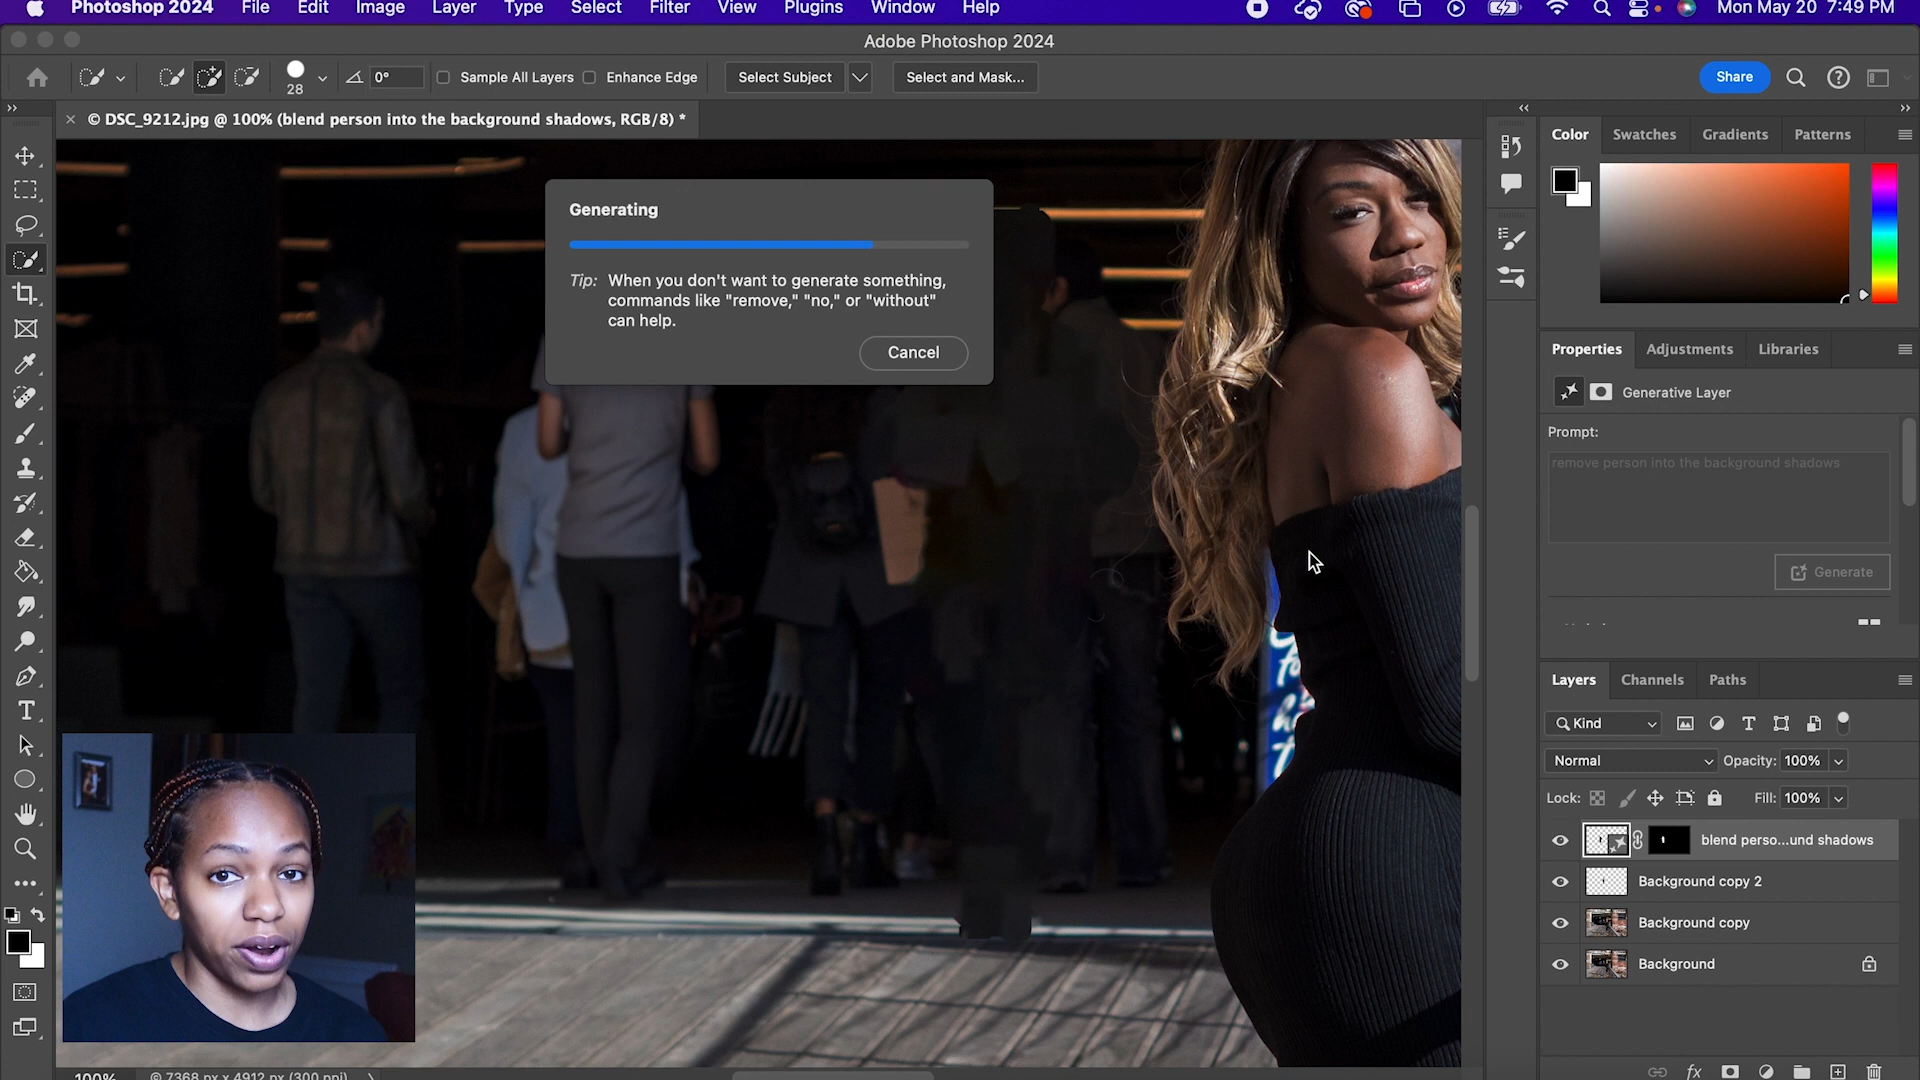 Photoshop 2024 File Edit Image Layer Type Select Filter View Plugins Window Help Mon May 20 7:49 PM
Adobe Photoshop 2024
28 0° Sample All Layers Enhance Edge Select Subject Select and Mask... Share
× © DSC_9212.jpg @ 100% (blend person into the background shadows, RGB/8) *
Color Swatches Gradients Patterns
Generating
Tip: When you don't want to generate something,
commands like "remove," "no," or "without"
can help.
Cancel
Properties Adjustments Libraries
Generative Layer
Prompt:
remove person into the background shadows
Generate
Layers Channels Paths
Kind
Normal Opacity: 100%
Lock: Fill: 100%
blend perso...und shadows
Background copy 2
Background copy
Background
fx
100% © 7368 px x 4912 px (300 ppi)